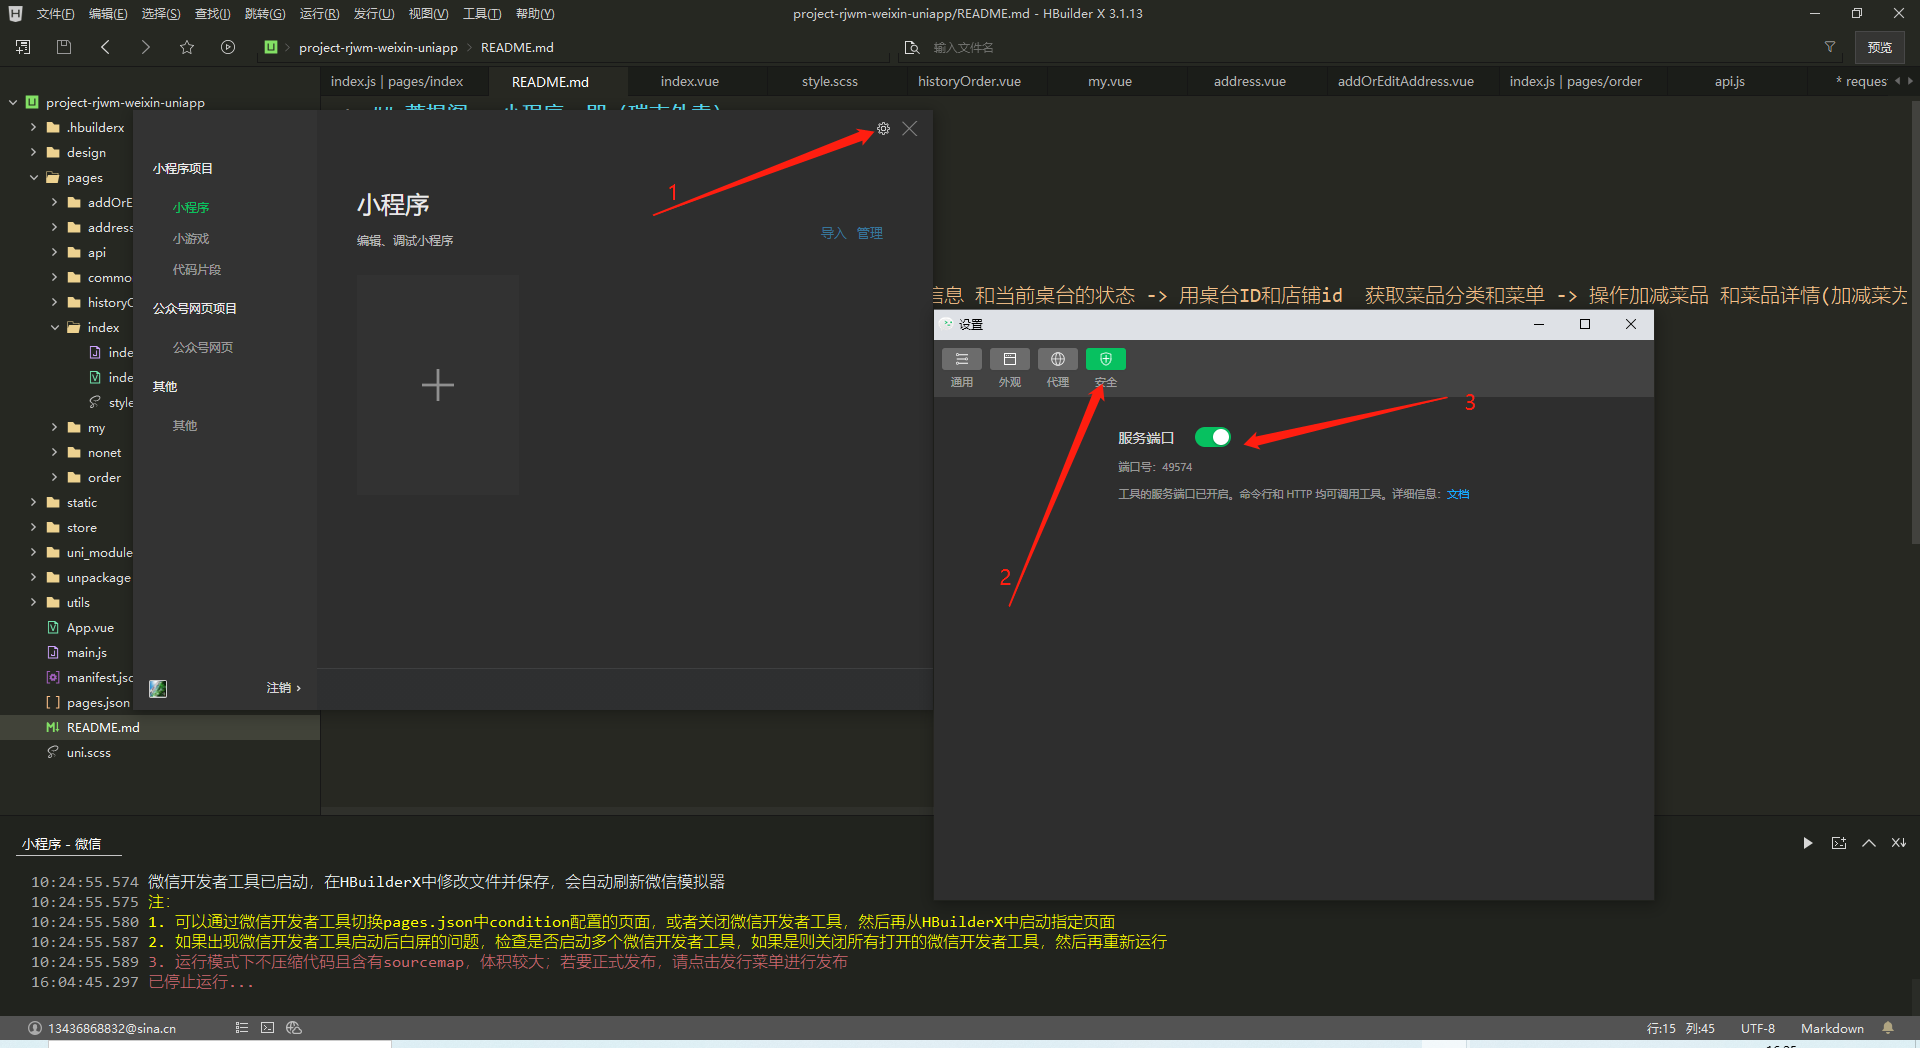 文件(F) 编辑(E) 选择(S) 查找(I) 跳转(G) 运行(R) 发行(U) 视图(V) 工具(T) 帮助(Y)
project-rjwm-weixin-uniapp/README.md - HBuilder X 3.1.13
project-rjwm-weixin-uniapp
README.md
输入文件名
预览
index.js | pages/index
README.md
index.vue
style.scss
historyOrder.vue
my.vue
address.vue
addOrEditAddress.vue
index.js | pages/order
api.js
* reques
project-rjwm-weixin-uniapp
.hbuilderx
design
pages
addOrE
address
api
commo
historyO
index
inde
inde
style
my
nonet
order
static
store
uni_module
unpackage
utils
App.vue
main.js
manifest.jso
pages.json
README.md
uni.scss
小程序项目
小程序
小游戏
代码片段
公众号网页项目
公众号网页
其他
其他
注销 ›
小程序
编辑、调试小程序
导入 管理
1
信息 和当前桌台的状态 -> 用桌台ID和店铺id 获取菜品分类和菜单 -> 操作加减菜品 和菜品详情(加减菜为
设置
通用 外观 代理 安全
2
3
服务端口
端口号：49574
工具的服务端口已开启。命令行和 HTTP 均可调用工具。详细信息：文档
小程序 - 微信
10:24:55.574 微信开发者工具已启动，在HBuilderX中修改文件并保存，会自动刷新微信模拟器
10:24:55.575 注：
10:24:55.580 1. 可以通过微信开发者工具切换pages.json中condition配置的页面，或者关闭微信开发者工具，然后再从HBuilderX中启动指定页面
10:24:55.587 2. 如果出现微信开发者工具启动后白屏的问题，检查是否启动多个微信开发者工具，如果是则关闭所有打开的微信开发者工具，然后再重新运行
10:24:55.589 3. 运行模式下不压缩代码且含有sourcemap，体积较大；若要正式发布，请点击发行菜单进行发布
16:04:45.297 已停止运行...
13436868832@sina.cn
行:15 列:45
UTF-8
Markdown